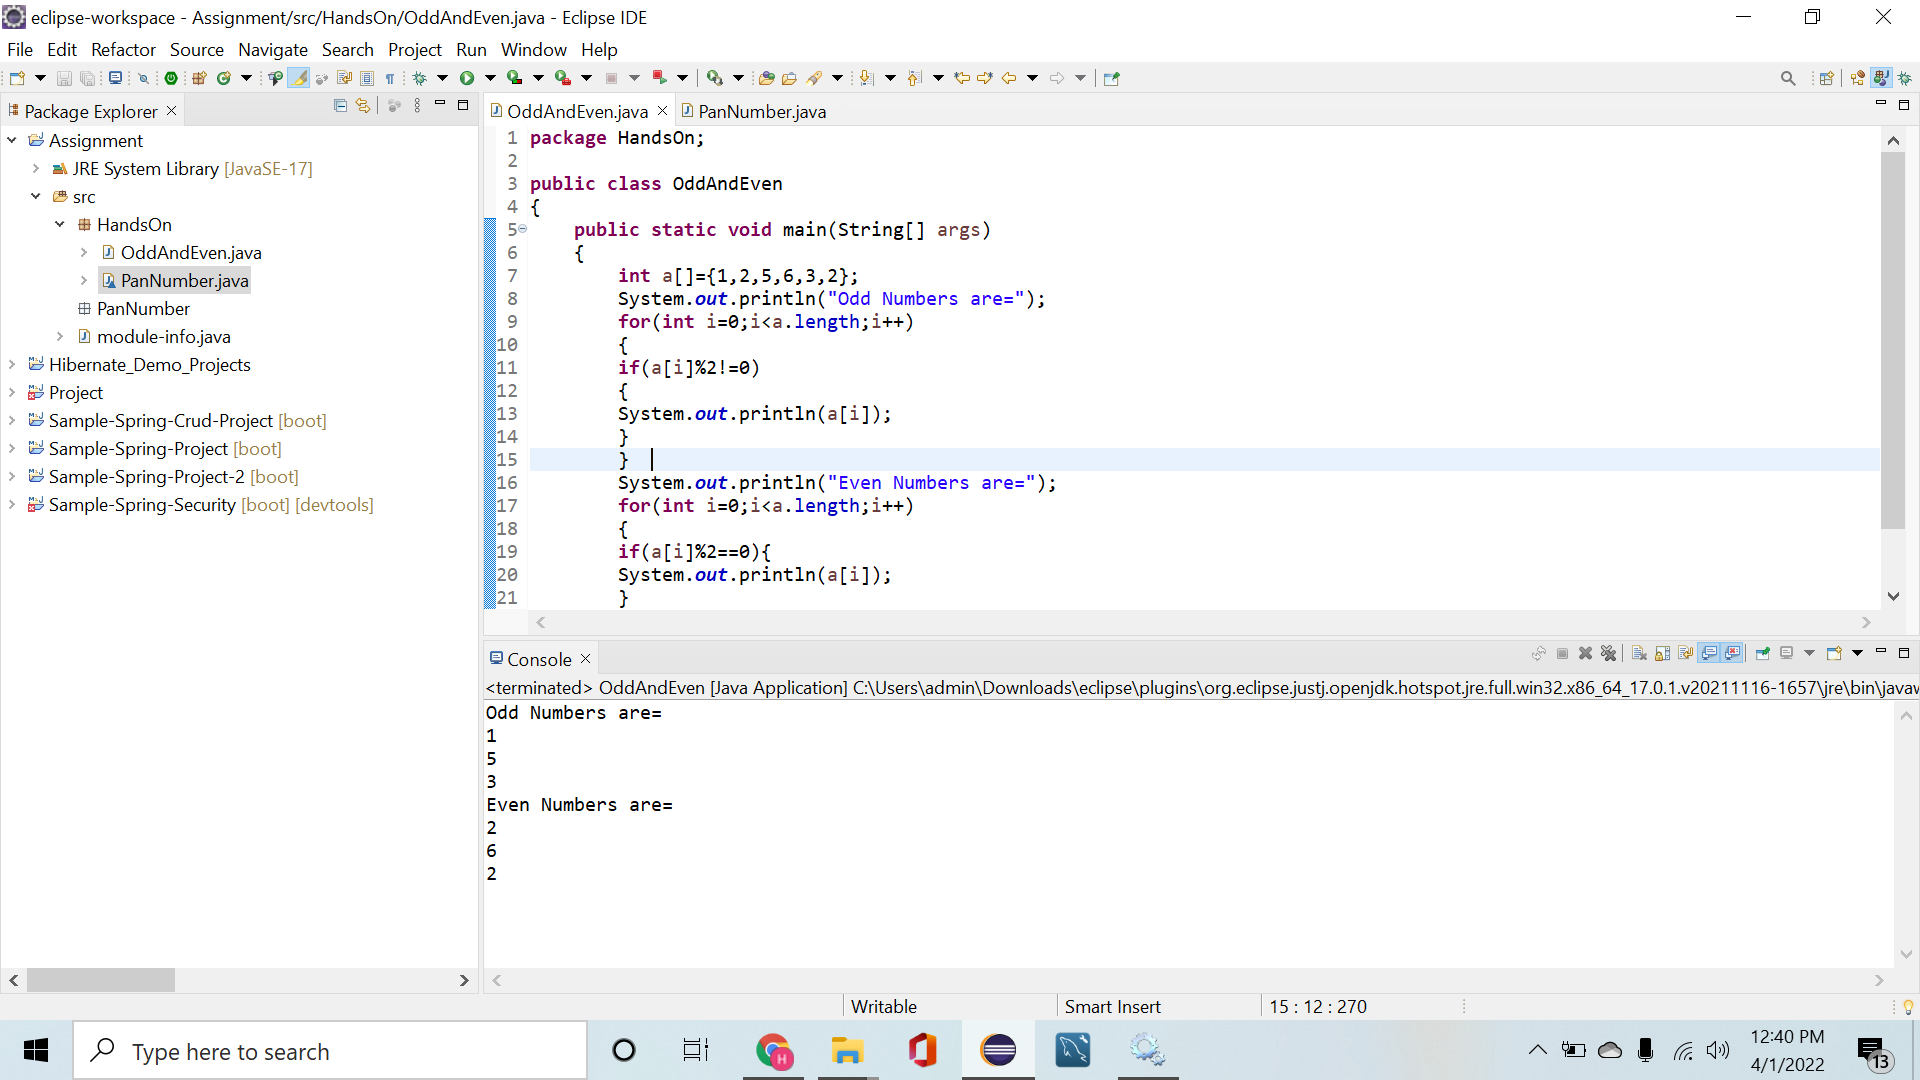 eclipse-workspace - Assignment/src/HandsOn/OddAndEven.java - Eclipse IDE
File Edit Refactor Source Navigate Search Project Run Window Help
Package Explorer
Assignment
JRE System Library [JavaSE-17]
src
HandsOn
OddAndEven.java
PanNumber.java
PanNumber
module-info.java
Hibernate_Demo_Projects
Project
Sample-Spring-Crud-Project [boot]
Sample-Spring-Project [boot]
Sample-Spring-Project-2 [boot]
Sample-Spring-Security [boot] [devtools]
OddAndEven.java PanNumber.java
1 package HandsOn;
2
3 public class OddAndEven
4 {
5 public static void main(String[] args)
6 {
7 int a[]={1,2,5,6,3,2};
8 System.out.println("Odd Numbers are=");
9 for(int i=0;i<a.length;i++)
10 {
11 if(a[i]%2!=0)
12 {
13 System.out.println(a[i]);
14 }
15 }
16 System.out.println("Even Numbers are=");
17 for(int i=0;i<a.length;i++)
18 {
19 if(a[i]%2==0){
20 System.out.println(a[i]);
21 }
Console
<terminated> OddAndEven [Java Application] C:\Users\admin\Downloads\eclipse\plugins\org.eclipse.justj.openjdk.hotspot.jre.full.win32.x86_64_17.0.1.v20211116-1657\jre\bin\javaw
Odd Numbers are=
1
5
3
Even Numbers are=
2
6
2
Writable Smart Insert 15 : 12 : 270
Type here to search
12:40 PM
4/1/2022
13